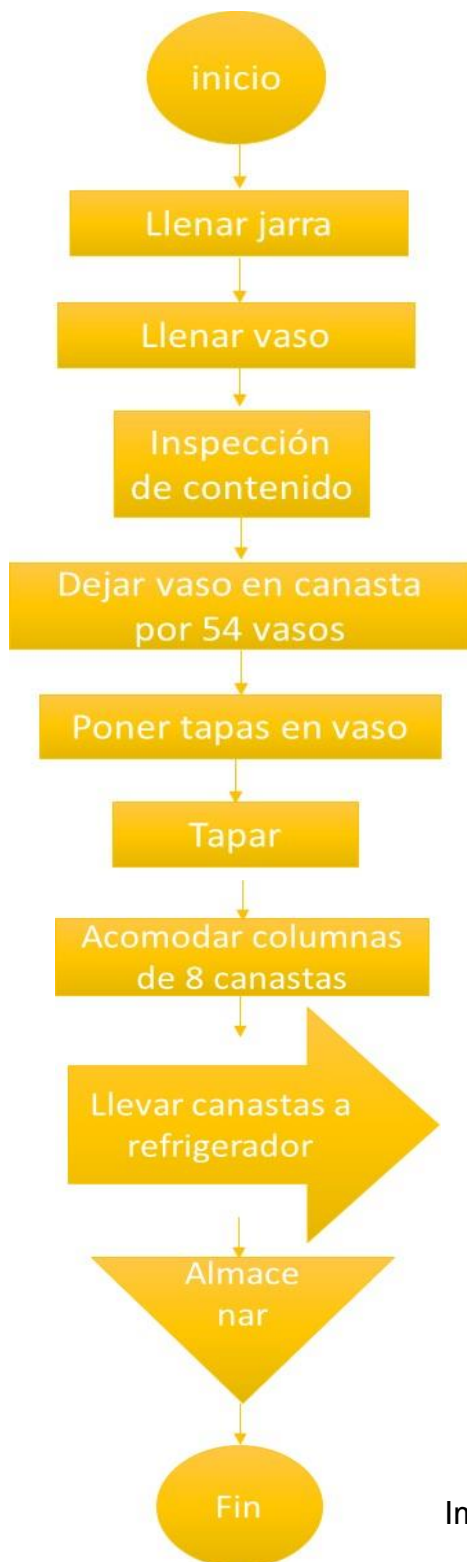 inicio
Llenar jarra
Llenar vaso
Inspección
de contenido
Dejar vaso en canasta
por 54 vasos
Poner tapas en vaso
Tapar
Acomodar columnas
de 8 canastas
Llevar canastas a
refrigerador
Almace
nar
Fin